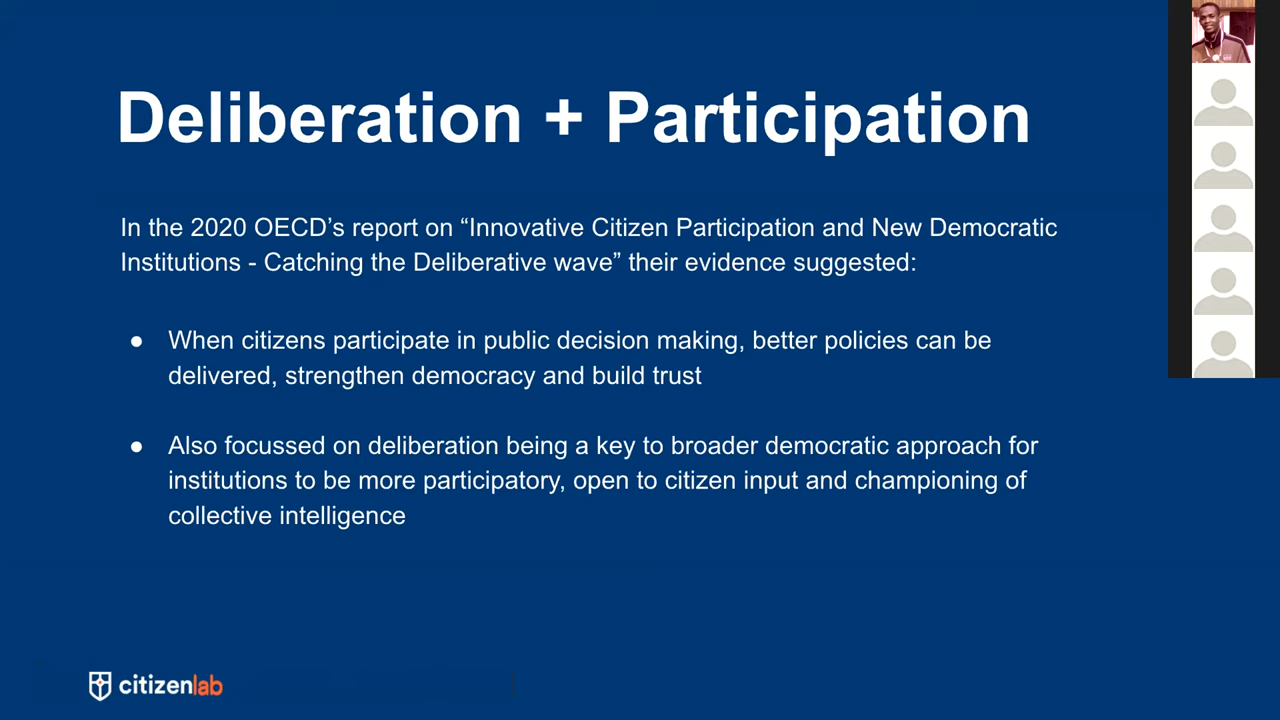 Deliberation + Participation
In the 2020 OECD’s report on “Innovative Citizen Participation and New Democratic
Institutions - Catching the Deliberative wave” their evidence suggested:
● When citizens participate in public decision making, better policies can be
delivered, strengthen democracy and build trust
● Also focussed on deliberation being a key to broader democratic approach for
institutions to be more participatory, open to citizen input and championing of
collective intelligence
citizenlab